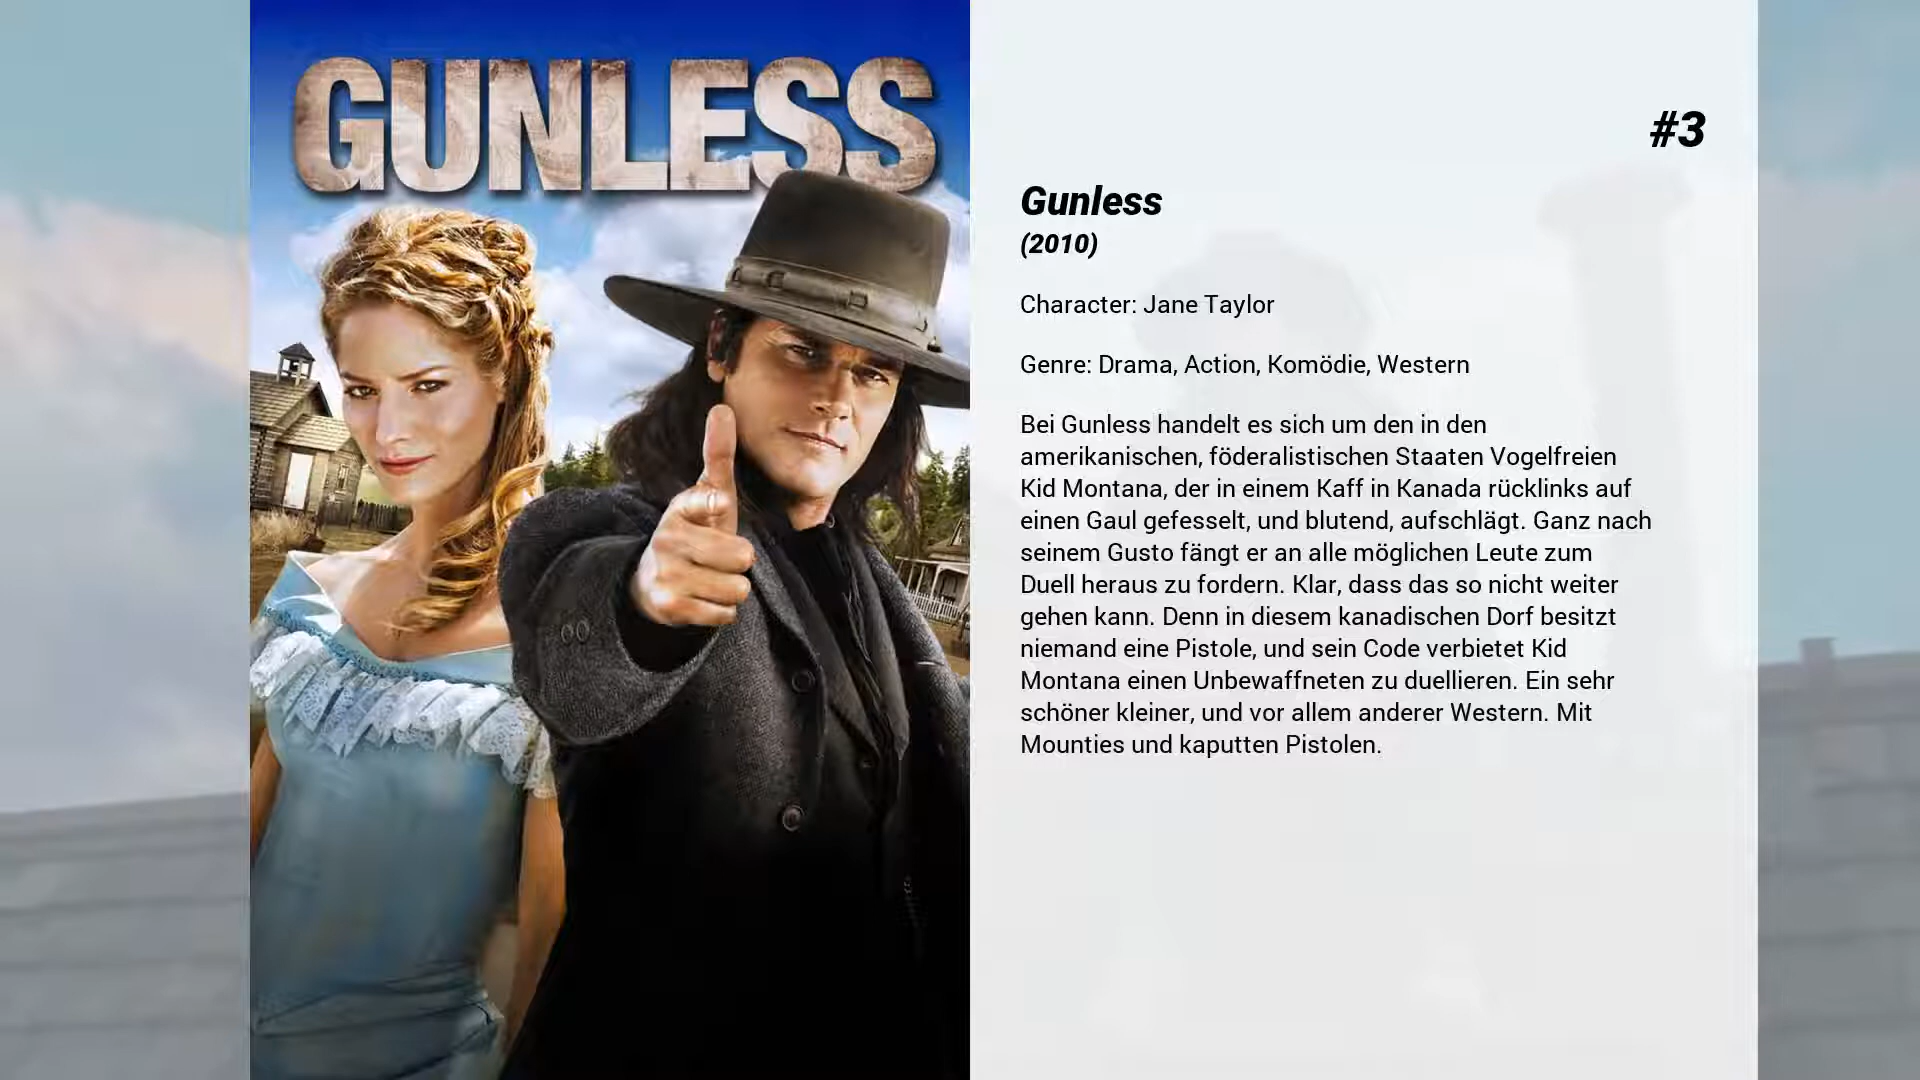 GUNLESS
#3
Gunless
(2010)
Character: Jane Taylor
Genre: Drama, Action, Komödie, Western
Bei Gunless handelt es sich um den in den
amerikanischen, föderalistischen Staaten Vogelfreien
Kid Montana, der in einem Kaff in Kanada rücklinks auf
einen Gaul gefesselt, und blutend, aufschlägt. Ganz nach
seinem Gusto fängt er an alle möglichen Leute zum
Duell heraus zu fordern. Klar, dass das so nicht weiter
gehen kann. Denn in diesem kanadischen Dorf besitzt
niemand eine Pistole, und sein Code verbietet Kid
Montana einen Unbewaffneten zu duellieren. Ein sehr
schöner kleiner, und vor allem anderer Western. Mit
Mounties und kaputten Pistolen.